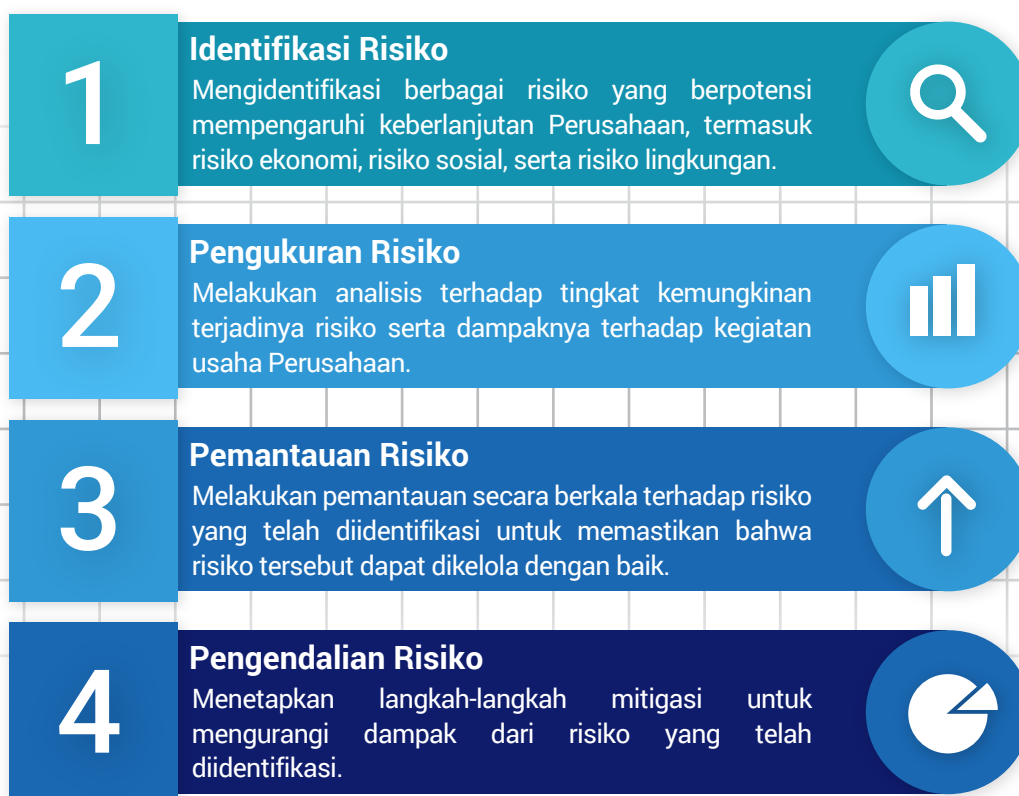 1
Identifikasi Risiko
Mengidentifikasi berbagai risiko yang berpotensi
mempengaruhi keberlanjutan Perusahaan, termasuk
risiko ekonomi, risiko sosial, serta risiko lingkungan.
2
Pengukuran Risiko
Melakukan analisis terhadap tingkat kemungkinan
terjadinya risiko serta dampaknya terhadap kegiatan
usaha Perusahaan.
3
Pemantauan Risiko
Melakukan pemantauan secara berkala terhadap risiko
yang telah diidentifikasi untuk memastikan bahwa
risiko tersebut dapat dikelola dengan baik.
4
Pengendalian Risiko
Menetapkan langkah-langkah mitigasi untuk
mengurangi dampak dari risiko yang telah
diidentifikasi.